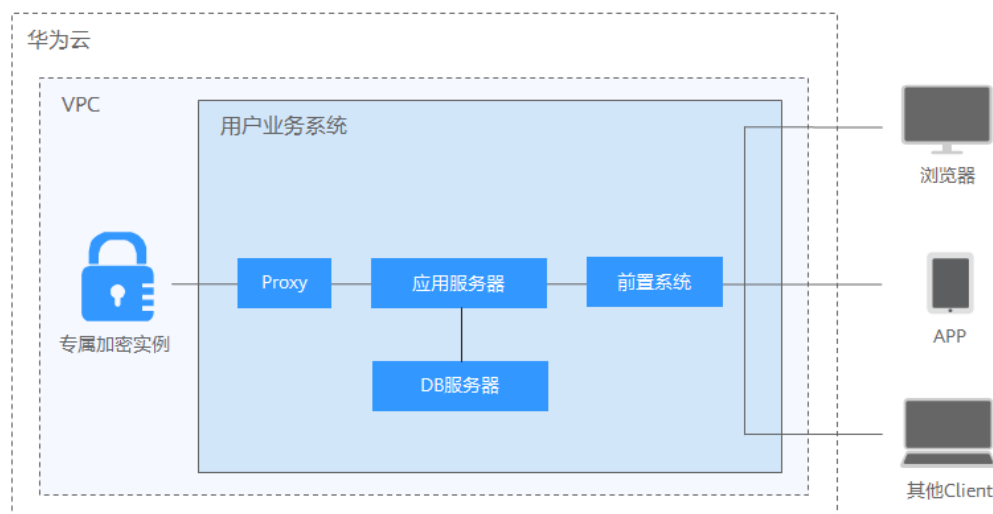 华为云
VPC
用户业务系统
浏览器
Proxy
应用服务器
前置系统
专属加密实例
APP
DB服务器
其他Client